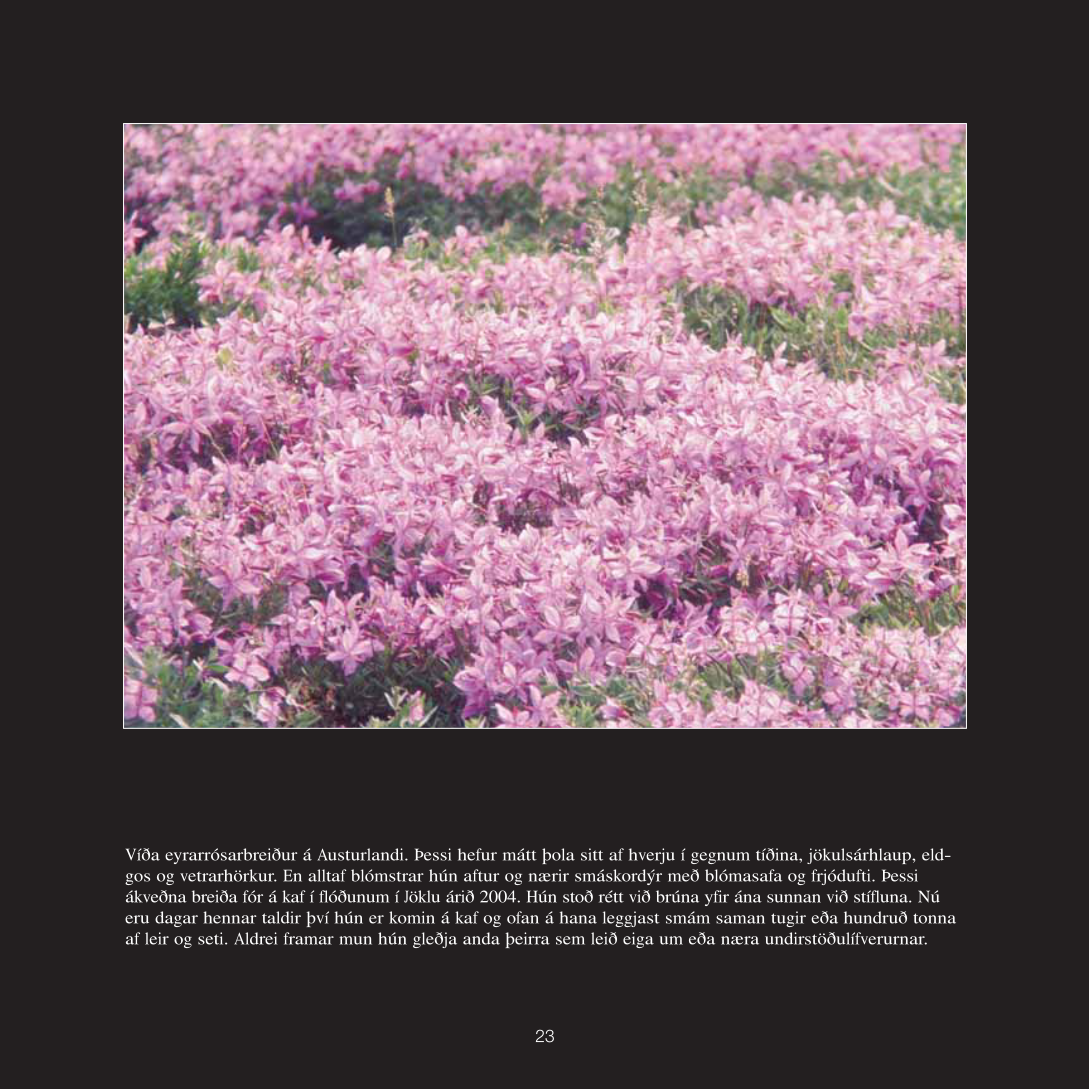 Víða eyrarrósarbreiður á Austurlandi. Þessi hefur mátt þola sitt af hverju í gegnum tíðina, jökulsárhlaup, eld-
gos og vetrarhörkur. En alltaf blómstrar hún aftur og nærir smáskordýr með blómasafa og frjódufti. Þessi
ákveðna breiða fór á kaf í flóðunum í Jöklu árið 2004. Hún stoð rétt við brúna yfir ána sunnan við stífluna. Nú
eru dagar hennar taldir því hún er komin á kaf og ofan á hana leggjast smám saman tugir eða hundruð tonna
af leir og seti. Aldrei framar mun hún gleðja anda þeirra sem leið eiga um eða næra undirstöðulífverurnar.
23